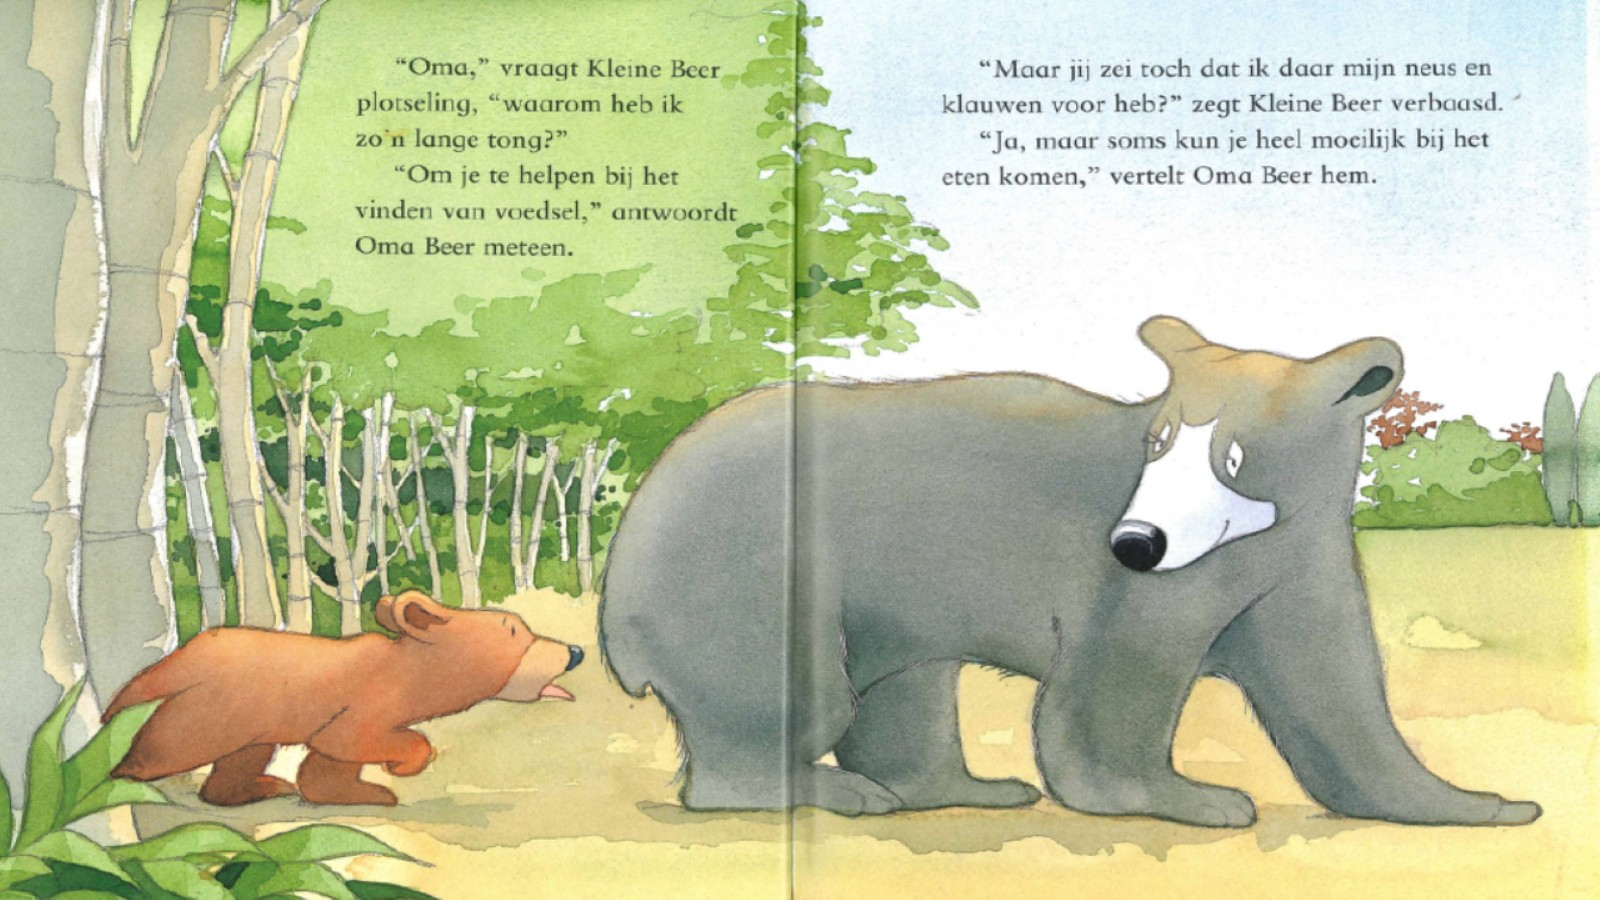 “Oma,” vraagt Kleine Beer
plotseling, “waarom heb ik
zo'n lange tong?”
“Om je te helpen bij het
vinden van voedsel,” antwoordt
Oma Beer meteen.
“Maar jij zei toch dat ik daar mijn neus en
klauwen voor heb?” zegt Kleine Beer verbaasd.
“Ja, maar soms kun je heel moeilijk bij het
eten komen,” vertelt Oma Beer hem.